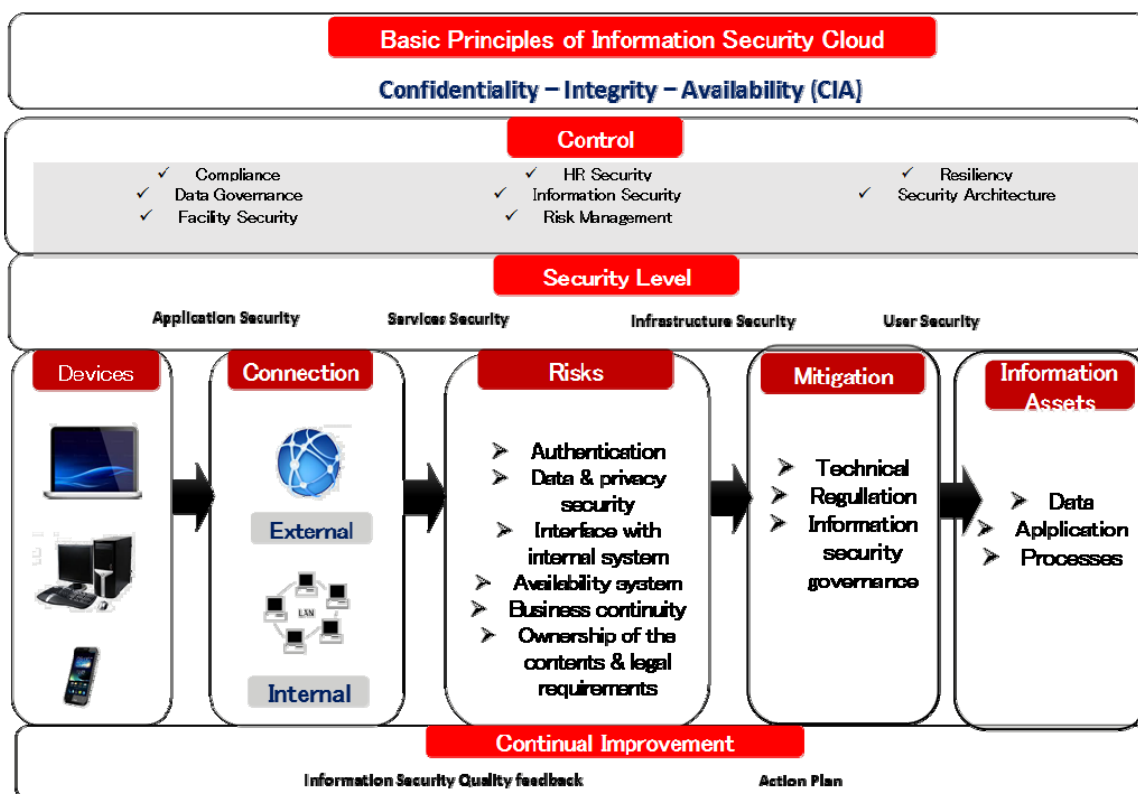 Basic Principles of Information Security Cloud
Confidentiality – Integrity – Availability (CIA)
Control
✓ Compliance
✓ Data Governance
✓ Facility Security
✓ HR Security
✓ Information Security
✓ Risk Management
✓ Resiliency
✓ Security Architecture
Security Level
Application Security
Services Security
Infrastructure Security
User Security
Devices
Connection
External
LAN
Internal
Risks
➢ Authentication
➢ Data & privacy
security
➢ Interface with
internal system
➢ Availability system
➢ Business continuity
➢ Ownership of the
contents & legal
requirements
Mitigation
➢ Technical
➢ Regullation
➢ Information
security
governance
Information
Assets
➢ Data
➢ Aplplication
➢ Processes
Continual Improvement
Information Security Quality feedback
Action Plan